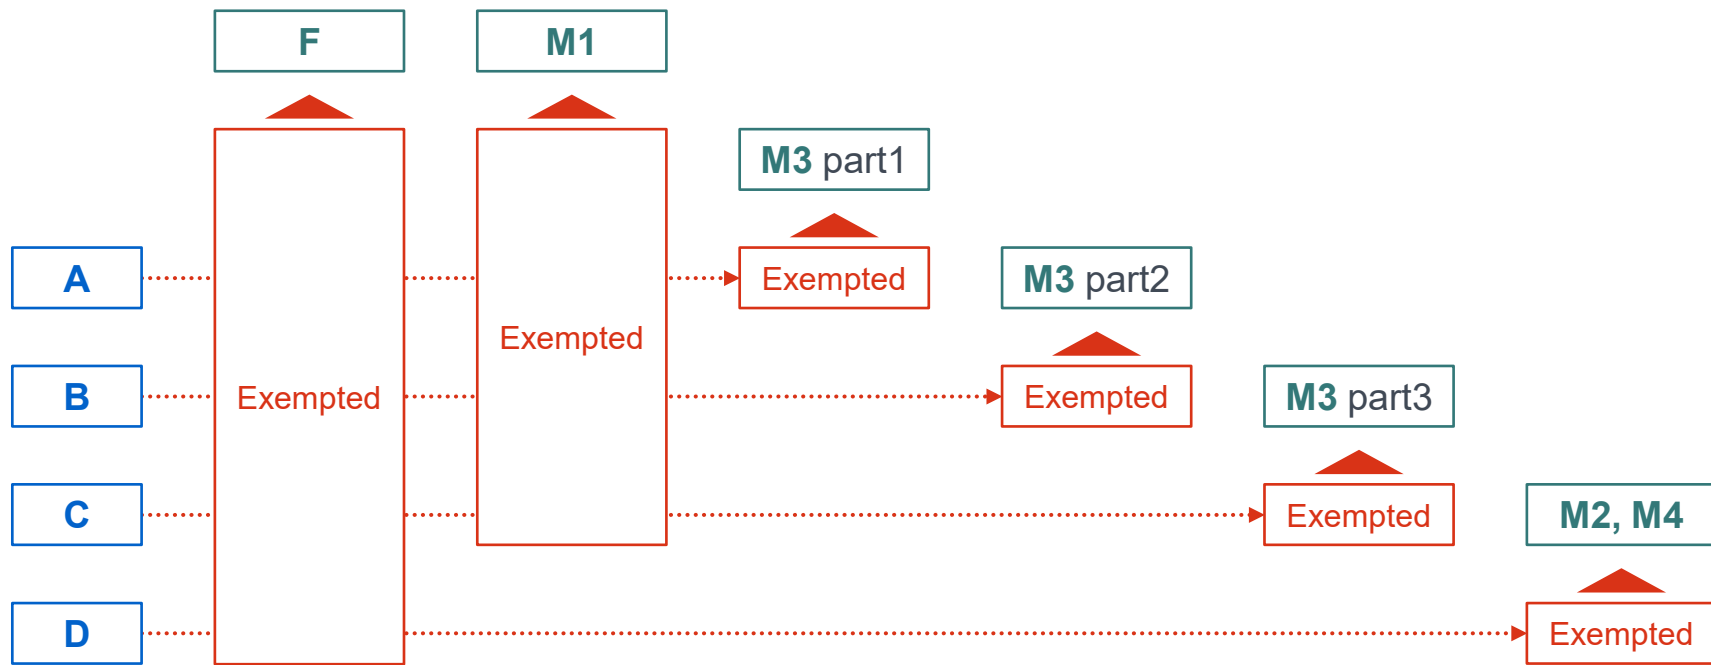 F
M1
M3 part1
A
Exempted
M3 part2
Exempted
B
Exempted
Exempted
M3 part3
C
Exempted
M2, M4
D
Exempted